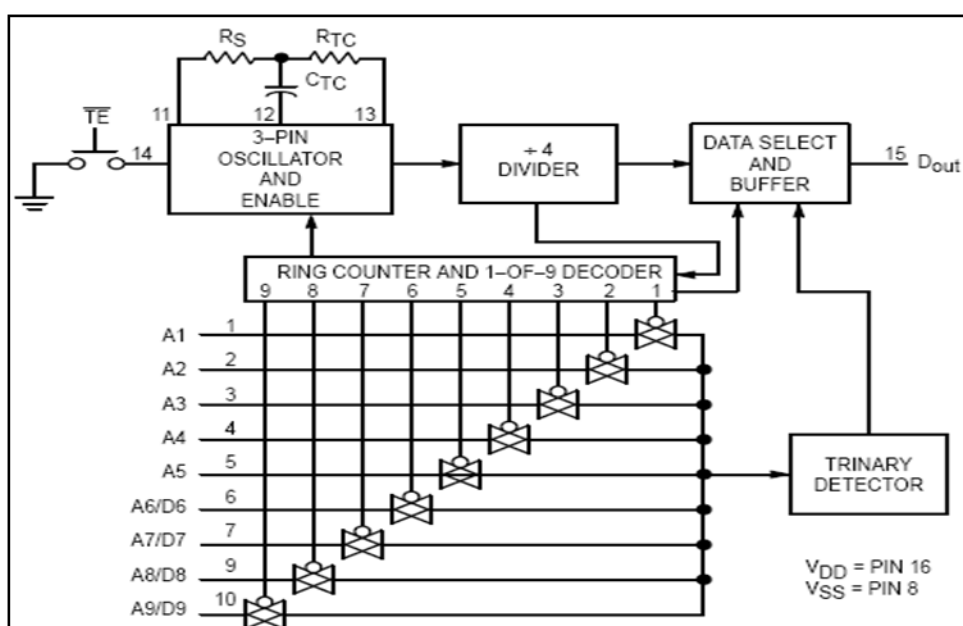 RS RTC
CTC
11 12 13
TE
14
3–PIN
OSCILLATOR
AND
ENABLE
÷ 4
DIVIDER
DATA SELECT
AND
BUFFER
15 Dout
RING COUNTER AND 1–OF–9 DECODER
9 8 7 6 5 4 3 2 1
A1 1
A2 2
A3 3
A4 4
A5 5
A6/D6 6
A7/D7 7
A8/D8 9
A9/D9 10
TRINARY
DETECTOR
VDD = PIN 16
VSS = PIN 8